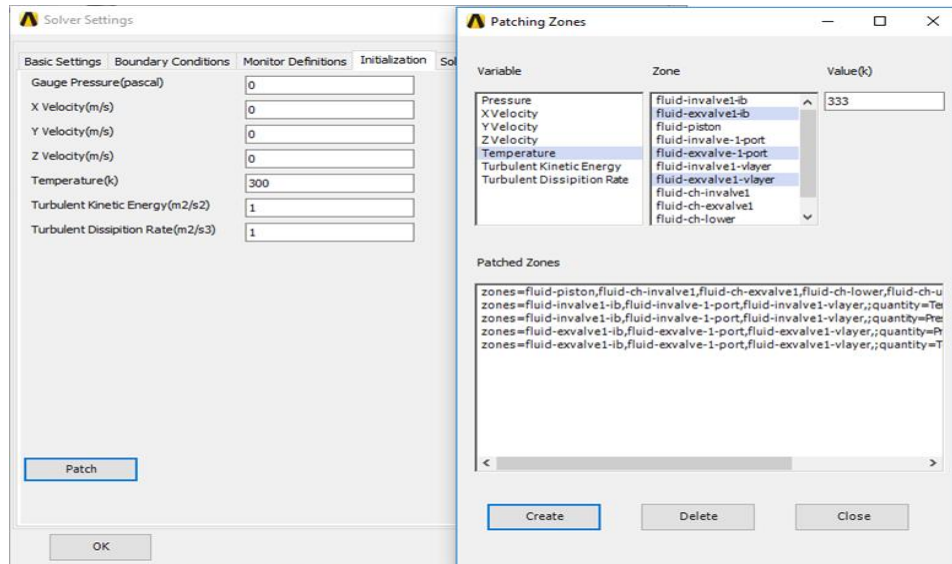 Solver Settings
Basic Settings Boundary Conditions Monitor Definitions Initialization Sol
Gauge Pressure(pascal) 0
X Velocity(m/s) 0
Y Velocity(m/s) 0
Z Velocity(m/s) 0
Temperature(k) 300
Turbulent Kinetic Energy(m2/s2) 1
Turbulent Dissipition Rate(m2/s3) 1
Patch
OK
Patching Zones
Variable
Pressure
X Velocity
Y Velocity
Z Velocity
Temperature
Turbulent Kinetic Energy
Turbulent Dissipition Rate
Zone
fluid-invalve1-ib
fluid-exvalve1-ib
fluid-piston
fluid-invalve-1-port
fluid-exvalve-1-port
fluid-invalve1-vlayer
fluid-exvalve1-vlayer
fluid-ch-invalve1
fluid-ch-exvalve1
fluid-ch-lower
Value(k)
333
Patched Zones
zones=fluid-piston,fluid-ch-invalve1,fluid-ch-exvalve1,fluid-ch-lower,fluid-ch-u
zones=fluid-invalve1-ib,fluid-invalve-1-port,fluid-invalve1-vlayer,;quantity=Te
zones=fluid-invalve1-ib,fluid-invalve-1-port,fluid-invalve1-vlayer,;quantity=Pre
zones=fluid-exvalve1-ib,fluid-exvalve-1-port,fluid-exvalve1-vlayer,;quantity=Pr
zones=fluid-exvalve1-ib,fluid-exvalve-1-port,fluid-exvalve1-vlayer,;quantity=T
Create Delete Close